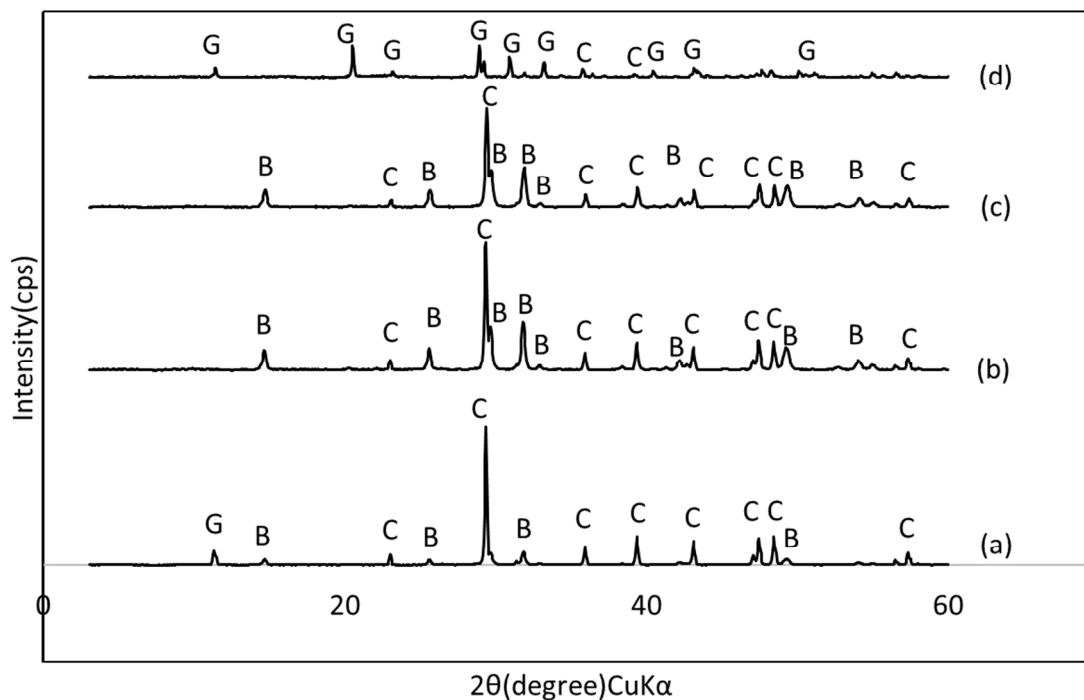 G G G G G G C C G G G
(d)
C
B C B B B B C C B C C C B B C
(c)
C
B C B B B B C C B C C C B B C
(b)
C
G B C B B C C C C C B C
(a)
0 20 40 60
2θ(degree)CuKα
Intensity(cps)